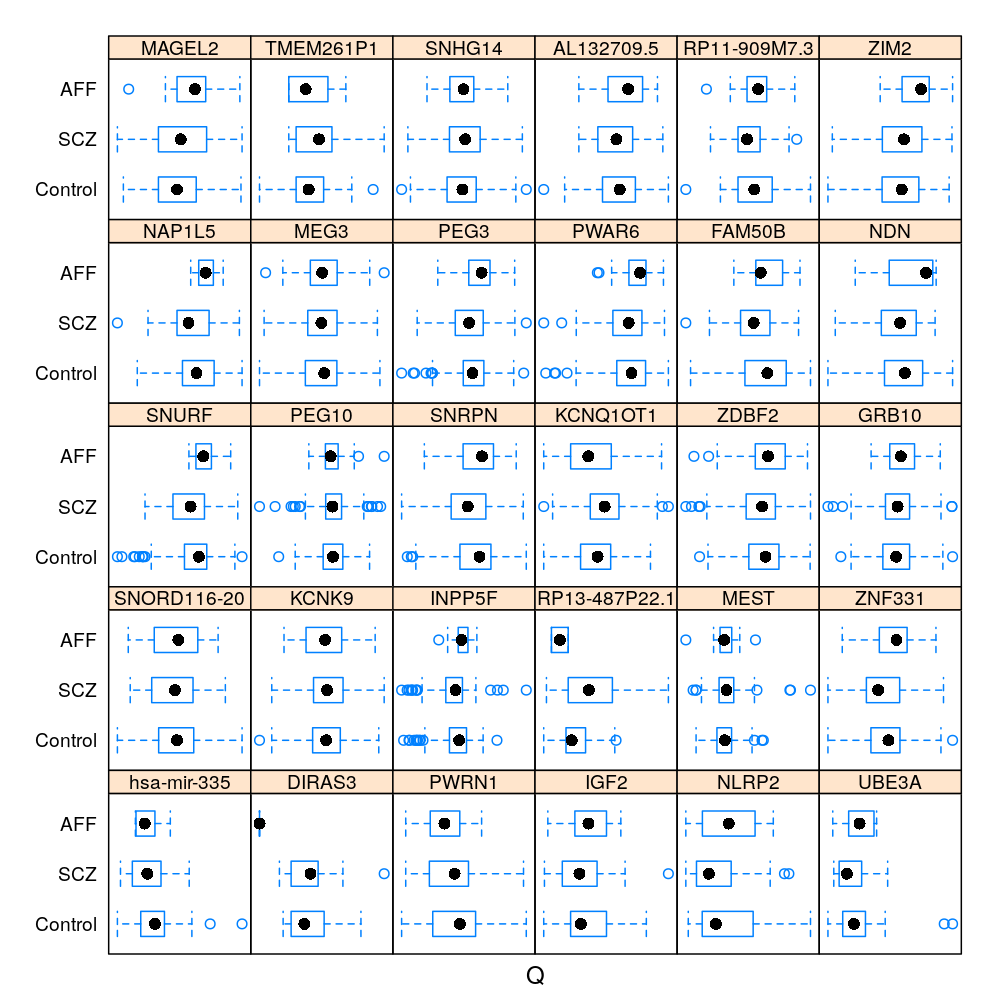 MAGEL2 TMEM261P1 SNHG14 AL132709.5 RP11-909M7.3 ZIM2
AFF
SCZ
Control
NAP1L5 MEG3 PEG3 PWAR6 FAM50B NDN
AFF
SCZ
Control
SNURF PEG10 SNRPN KCNQ1OT1 ZDBF2 GRB10
AFF
SCZ
Control
SNORD116-20 KCNK9 INPP5F RP13-487P22.1 MEST ZNF331
AFF
SCZ
Control
hsa-mir-335 DIRAS3 PWRN1 IGF2 NLRP2 UBE3A
AFF
SCZ
Control
Q